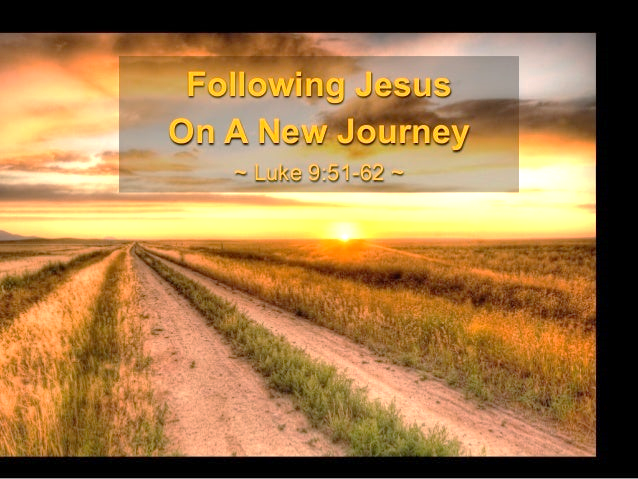 Following Jesus
On A New Journey
~ Luke 9:51-62 ~